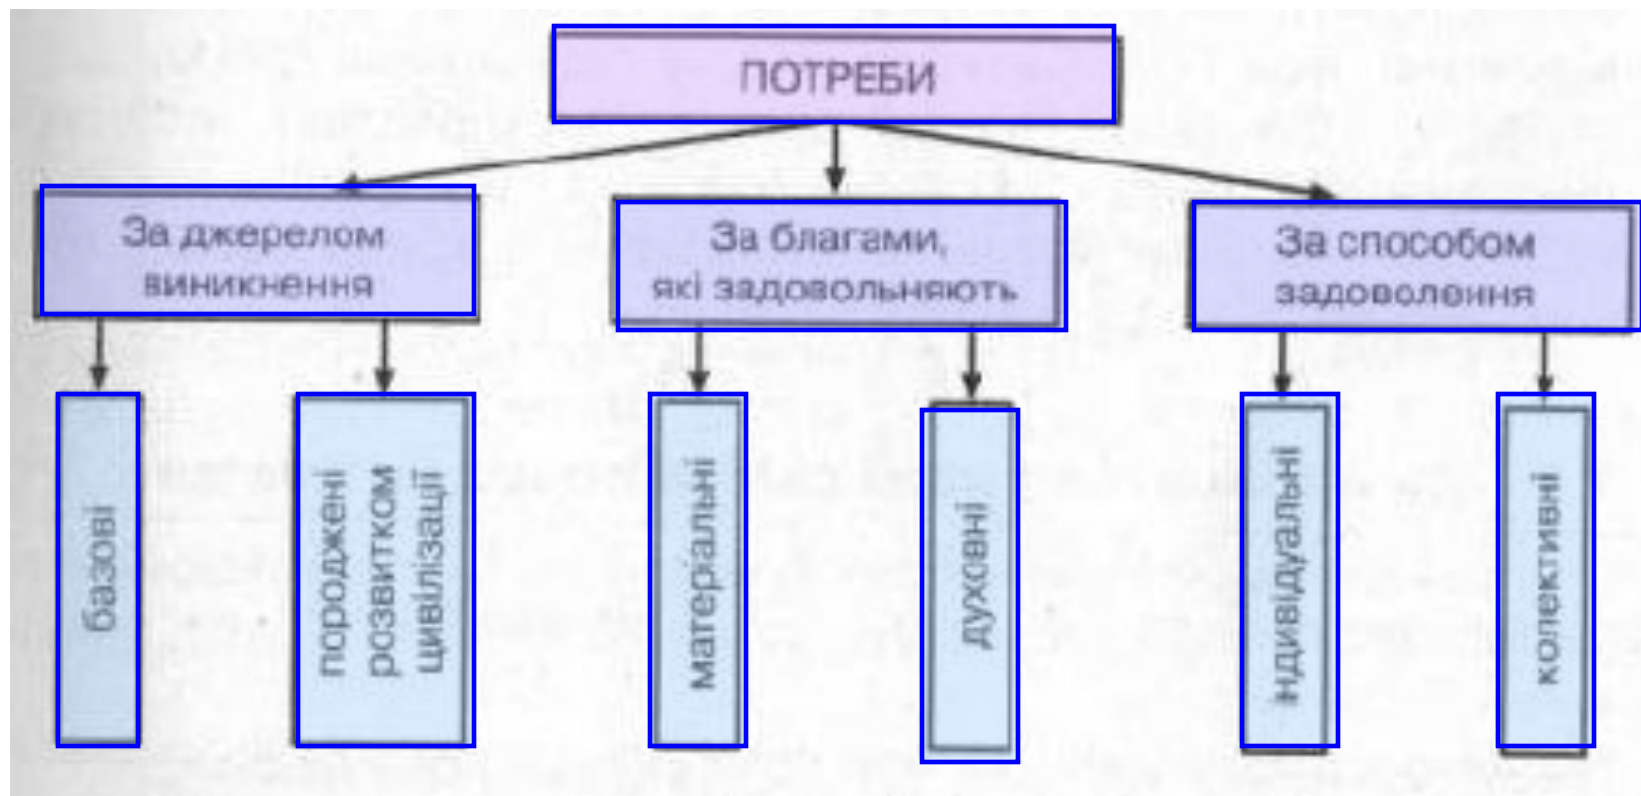 ПОТРЕБИ
За джерелом
виникнення
За благами,
які задовольняють
За способом
задоволення
базові
породжені
розвитком
цивілізації
матеріальні
духовні
індивідуальні
колективні